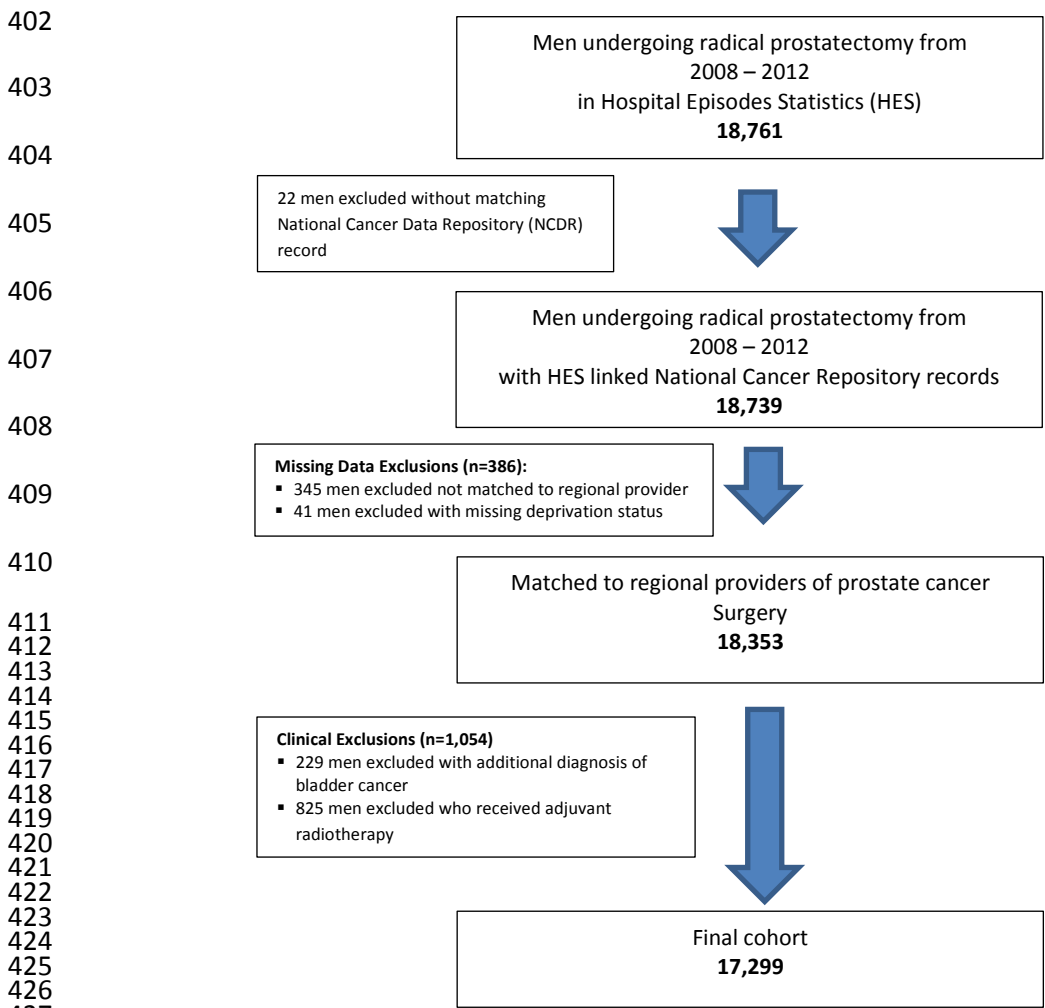 402
Men undergoing radical prostatectomy from
2008 – 2012
403
in Hospital Episodes Statistics (HES)
18,761
404
22 men excluded without matching
405
National Cancer Data Repository (NCDR)
record
406
Men undergoing radical prostatectomy from
2008 – 2012
407
with HES linked National Cancer Repository records
18,739
408
Missing Data Exclusions (n=386):
▪ 345 men excluded not matched to regional provider
409
▪ 41 men excluded with missing deprivation status
410
Matched to regional providers of prostate cancer
Surgery
411
18,353
412
413
414
415
Clinical Exclusions (n=1,054)
416
▪ 229 men excluded with additional diagnosis of
417
bladder cancer
418
▪ 825 men excluded who received adjuvant
419
radiotherapy
420
421
422
423
Final cohort
424
17,299
425
426